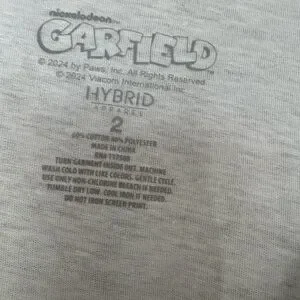 nickelodeon
GARFIELD
© 2024 by Paws, Inc. All Rights Reserved
© 2024 Viacom International Inc.
HYBRID
APPAREL
2
60% COTTON 40% POLYESTER
MADE IN CHINA
TURN GARMENT INSIDE OUT. MACHINE
WASH COLD WITH LIKE COLORS. GENTLE CYCLE.
USE ONLY NON-CHLORINE BLEACH IF NEEDED.
TUMBLE DRY LOW. COOL IRON IF NEEDED.
DO NOT IRON SCREEN PRINT.